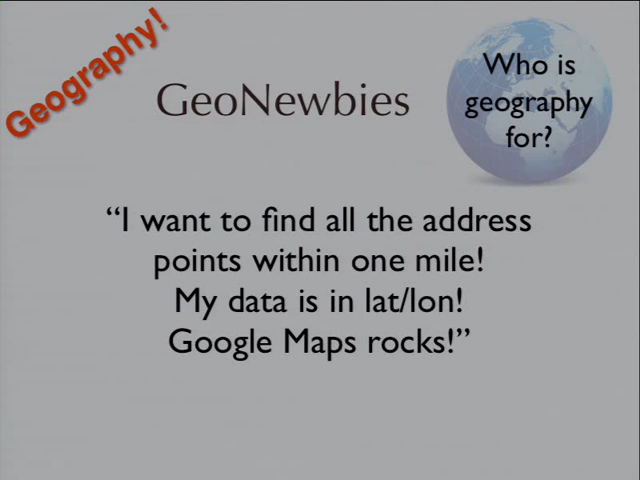 Geography!
GeoNewbies
Who is
geography
for?
“I want to find all the address
points within one mile!
My data is in lat/lon!
Google Maps rocks!”